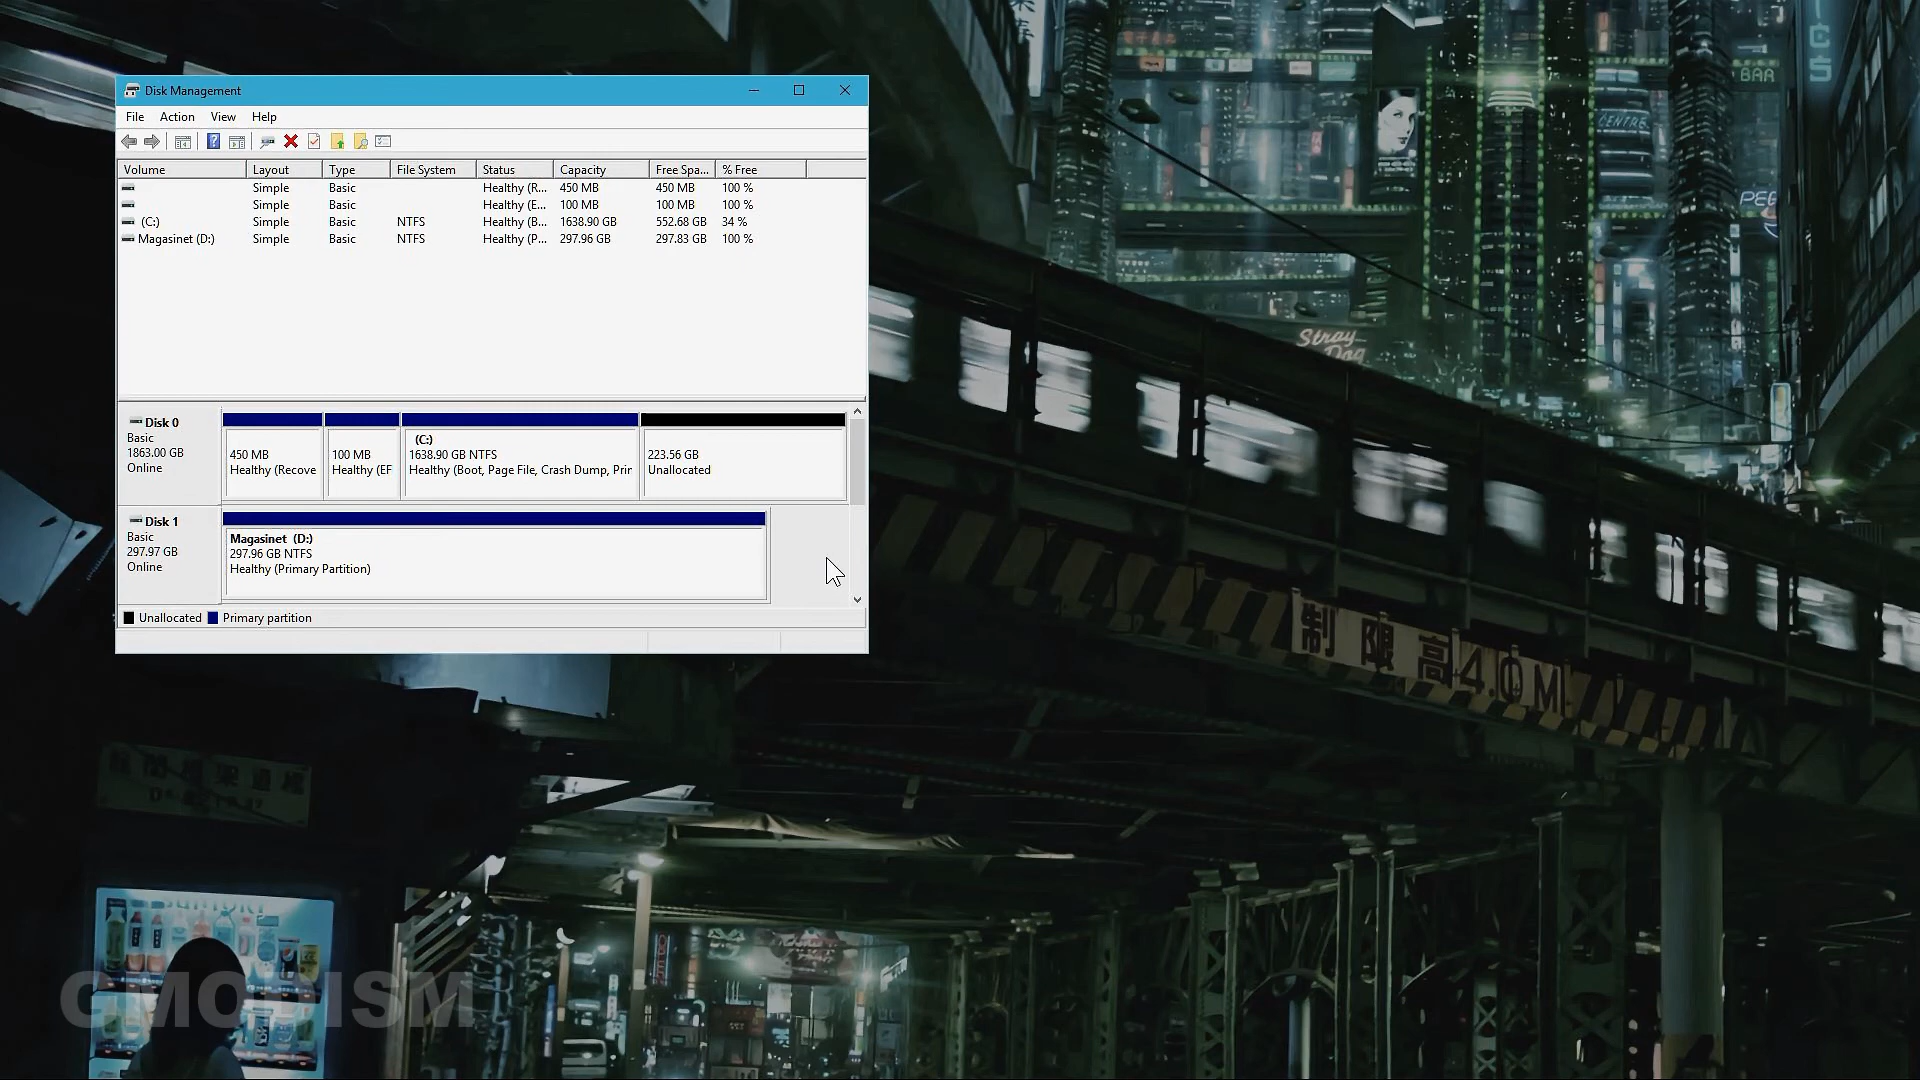 Disk Management
File Action View Help
Volume Layout Type File System Status Capacity Free Spa... % Free
Simple Basic Healthy (R... 450 MB 450 MB 100 %
Simple Basic Healthy (E... 100 MB 100 MB 100 %
(C:) Simple Basic NTFS Healthy (B... 1638.90 GB 552.68 GB 34 %
Magasinet (D:) Simple Basic NTFS Healthy (P... 297.96 GB 297.83 GB 100 %
Disk 0
Basic
1863.00 GB
Online
450 MB
Healthy (Recove
100 MB
Healthy (EF
(C:)
1638.90 GB NTFS
Healthy (Boot, Page File, Crash Dump, Prir
223.56 GB
Unallocated
Disk 1
Basic
297.97 GB
Online
Magasinet (D:)
297.96 GB NTFS
Healthy (Primary Partition)
Unallocated Primary partition
BAR
CENTRE
Stray
Dog
制限高4.0M
GMODISM